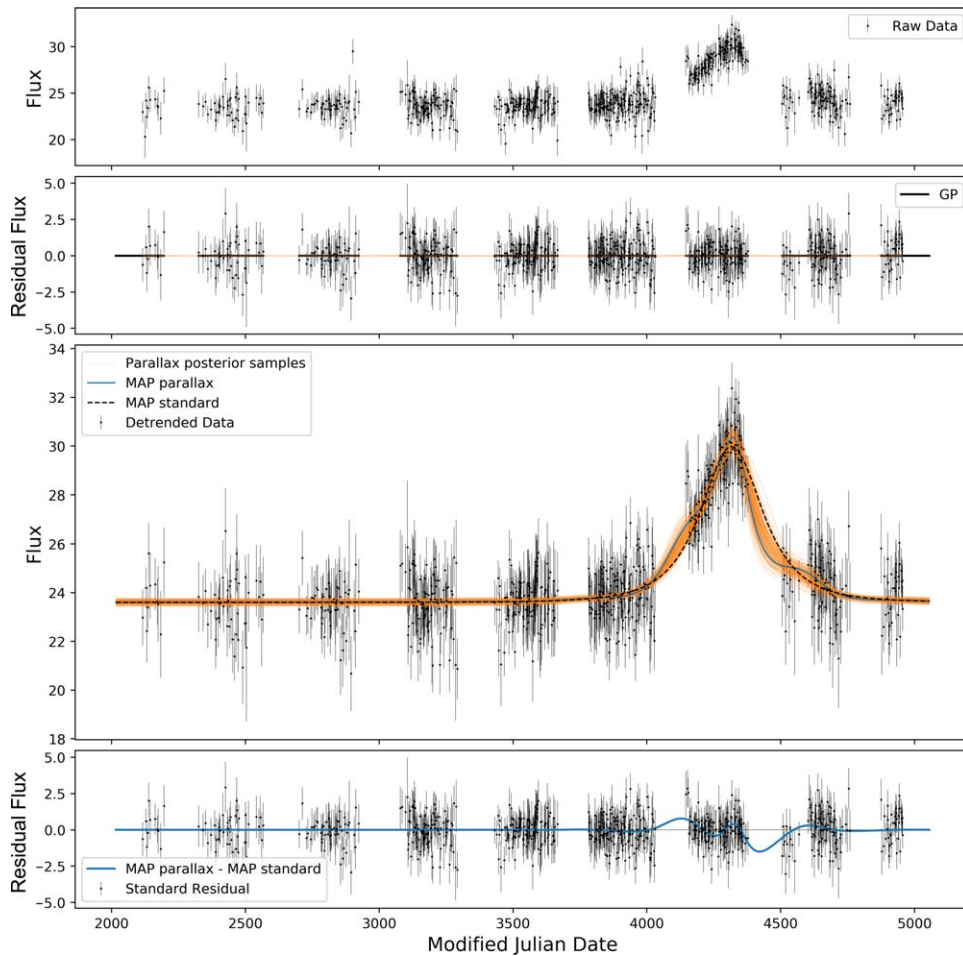 Raw Data
30
25
20
Flux
GP
5.0
2.5
0.0
−2.5
−5.0
Residual Flux
Parallax posterior samples
MAP parallax
MAP standard
Detrended Data
34
32
30
28
26
24
22
20
18
Flux
5.0
2.5
0.0
−2.5
−5.0
Residual Flux
MAP parallax - MAP standard
Standard Residual
2000 2500 3000 3500 4000 4500 5000
Modified Julian Date